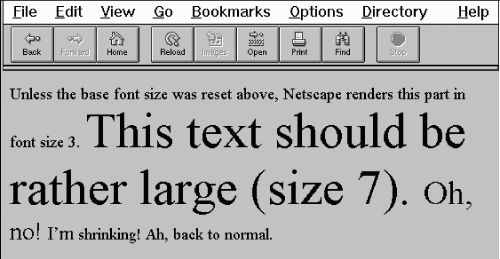 File Edit View Go Bookmarks Options Directory Help
Back Forward Home Reload Images Open Print Find Stop
Unless the base font size was reset above, Netscape renders this part in
font size 3. This text should be
rather large (size 7). Oh,
no! I'm shrinking! Ah, back to normal.